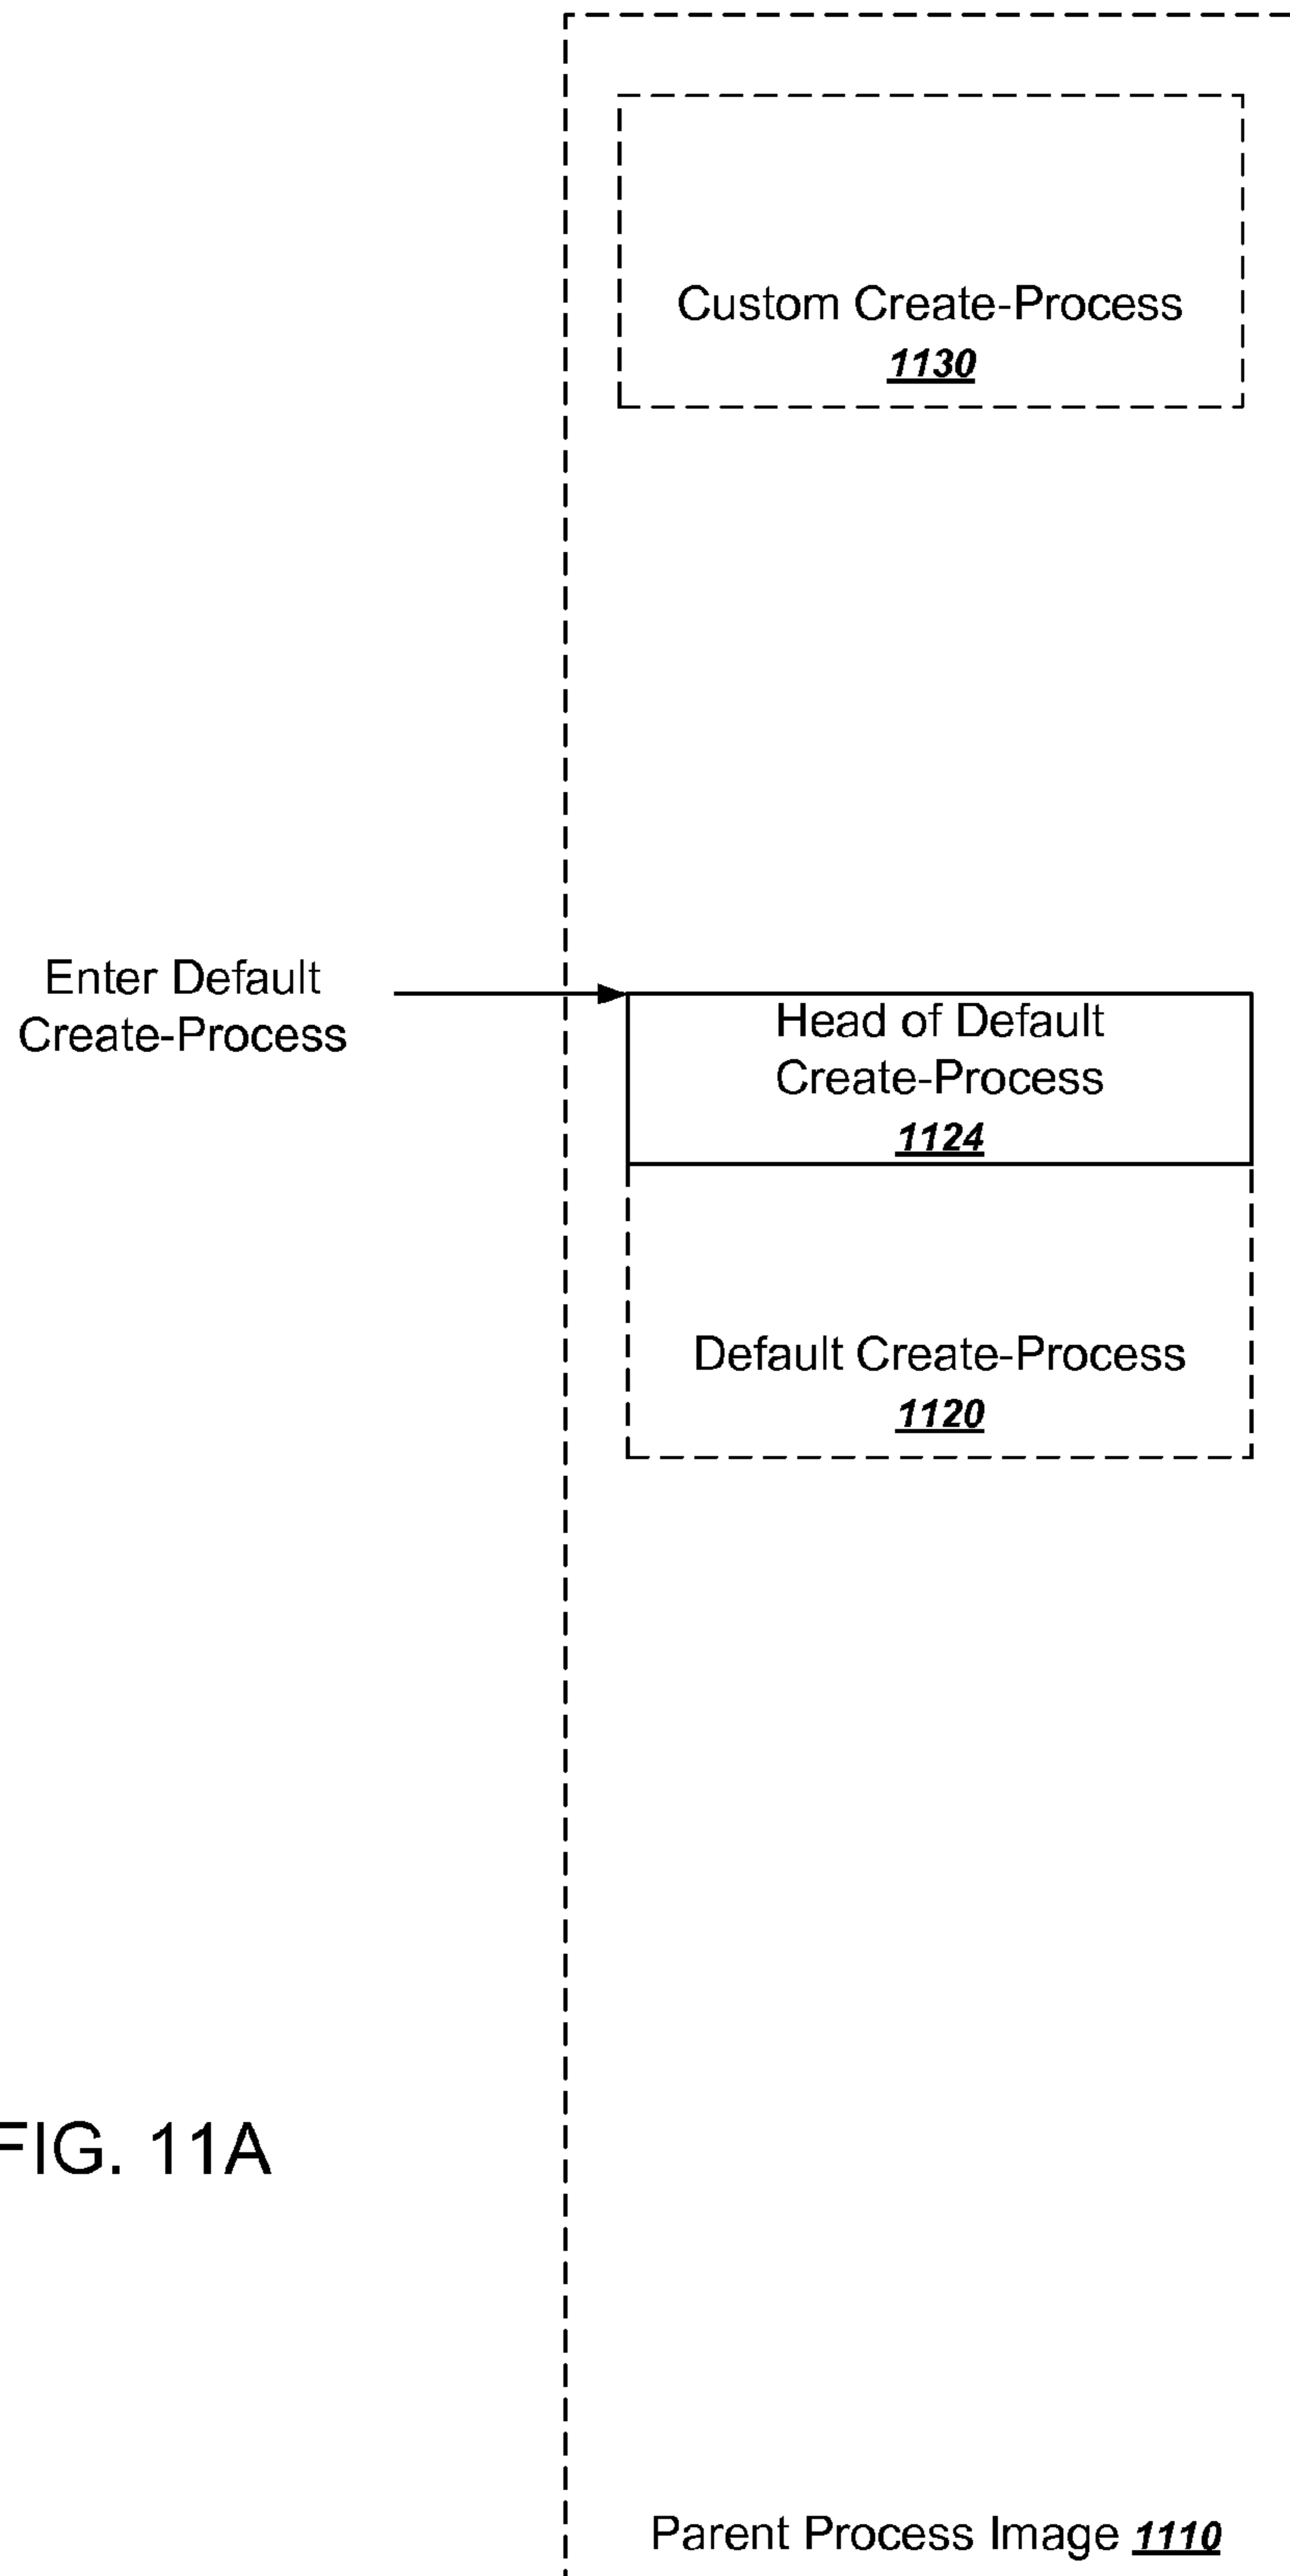 Custom Create-Process
1130
Enter Default
Create-Process
Head of Default
Create-Process
1124
Default Create-Process
1120
FIG. 11A
Parent Process Image 1110